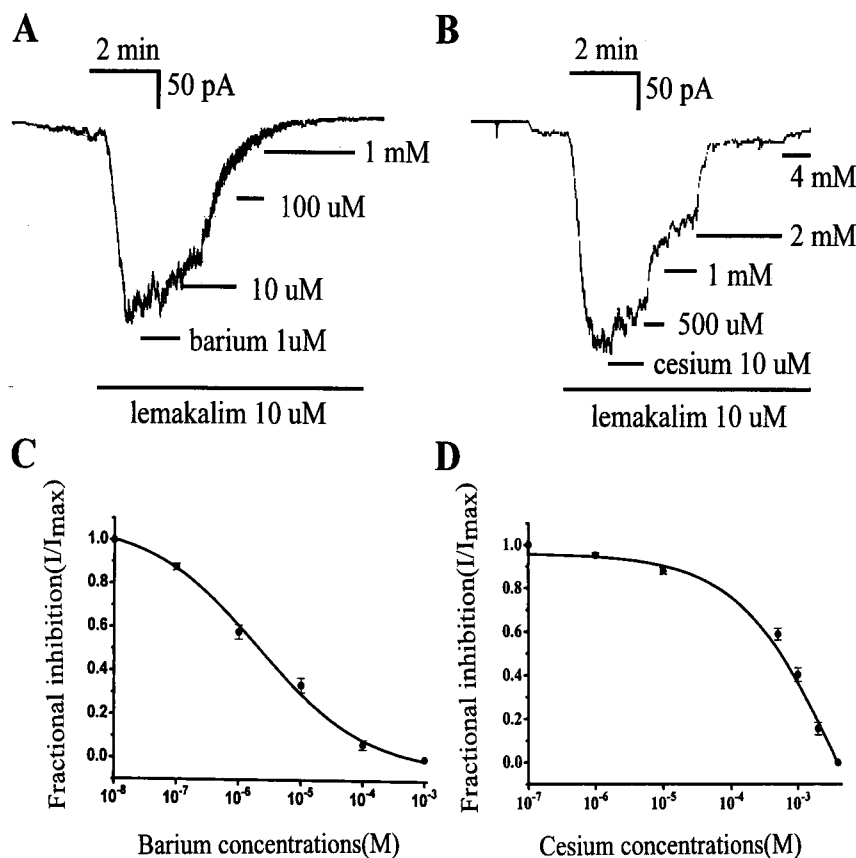 A
2 min
50 pA
1 mM
100 uM
10 uM
barium 1uM
lemakalim 10 uM
B
2 min
50 pA
4 mM
2 mM
1 mM
500 uM
cesium 10 uM
lemakalim 10 uM
C
Fractional inhibition(I/Imax)
1.0
0.8
0.6
0.4
0.2
0.0
10-8 10-7 10-6 10-5 10-4 10-3
Barium concentrations(M)
D
Fractional inhibition(I/Imax)
1.0
0.8
0.6
0.4
0.2
0.0
10-7 10-6 10-5 10-4 10-3
Cesium concentrations(M)